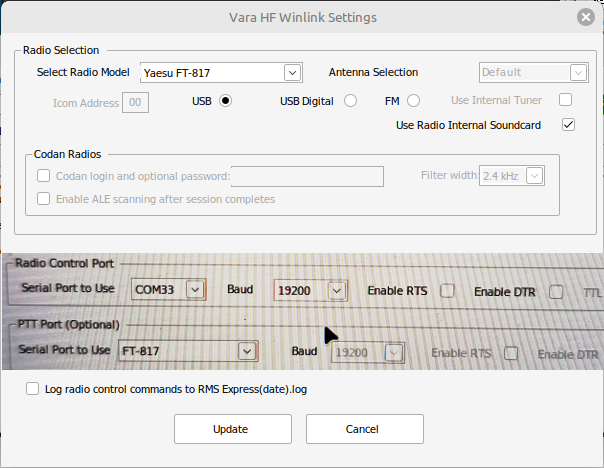 Vara HF Winlink Settings
Radio Selection
Select Radio Model Yaesu FT-817 Antenna Selection Default
Icom Address 00 USB USB Digital FM Use Internal Tuner
Use Radio Internal Soundcard
Codan Radios
Codan login and optional password: Filter width: 2.4 kHz
Enable ALE scanning after session completes
Radio Control Port
Serial Port to Use COM33 Baud 19200 Enable RTS Enable DTR TTL
PTT Port (Optional)
Serial Port to Use FT-817 Baud 19200 Enable RTS Enable DTR
Log radio control commands to RMS Express(date).log
Update Cancel